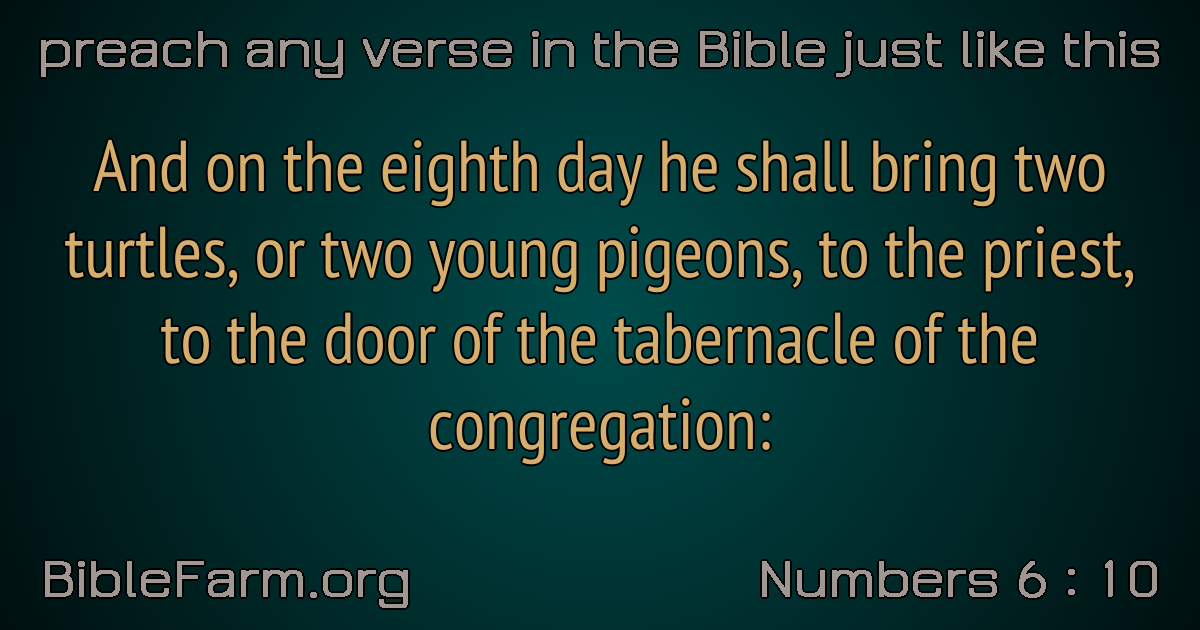 preach any verse in the Bible just like this
And on the eighth day he shall bring two
turtles, or two young pigeons, to the priest,
to the door of the tabernacle of the
congregation:
BibleFarm.org
Numbers 6 : 10